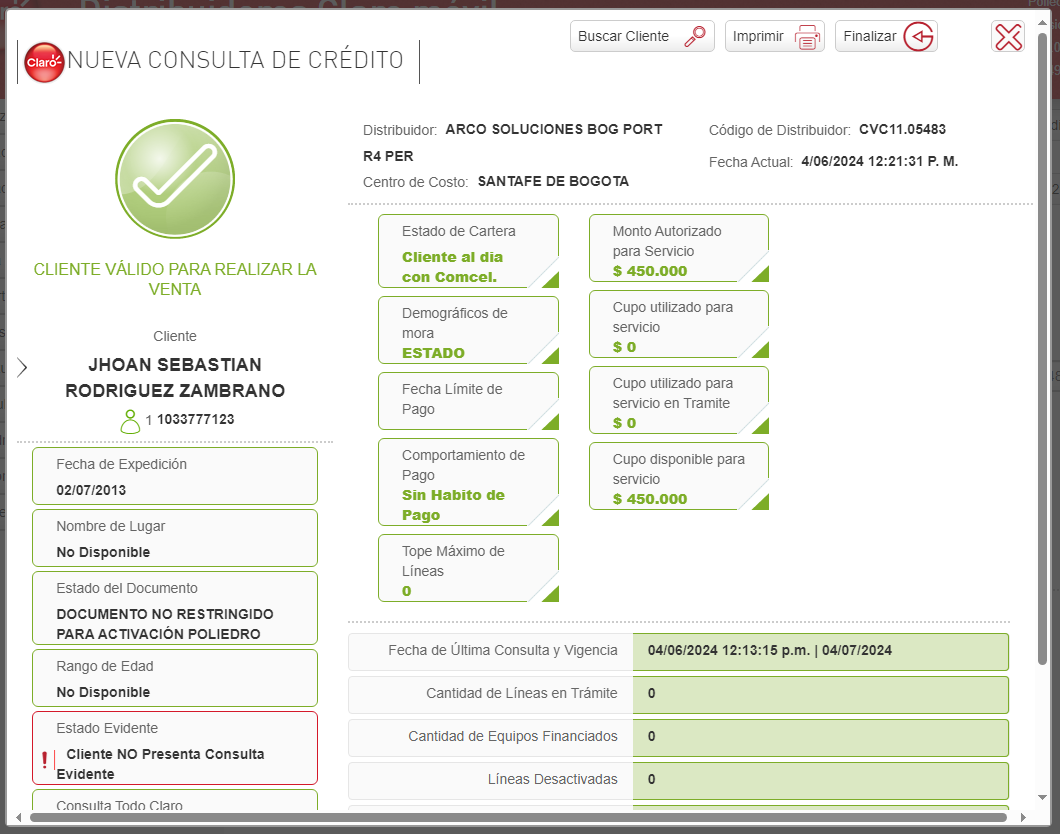 Buscar Cliente
Imprimir
Finalizar
Claro
NUEVA CONSULTA DE CRÉDITO
CLIENTE VÁLIDO PARA REALIZAR LA
VENTA
Cliente
JHOAN SEBASTIAN
RODRIGUEZ ZAMBRANO
1 1033777123
Fecha de Expedición
02/07/2013
Nombre de Lugar
No Disponible
Estado del Documento
DOCUMENTO NO RESTRINGIDO
PARA ACTIVACIÓN POLIEDRO
Rango de Edad
No Disponible
Estado Evidente
Cliente NO Presenta Consulta
Evidente
Consulta Todo Claro
Distribuidor: ARCO SOLUCIONES BOG PORT
R4 PER
Centro de Costo: SANTAFE DE BOGOTA
Código de Distribuidor: CVC11.05483
Fecha Actual: 4/06/2024 12:21:31 P. M.
Estado de Cartera
Cliente al dia
con Comcel.
Demográficos de
mora
ESTADO
Fecha Límite de
Pago
Comportamiento de
Pago
Sin Habito de
Pago
Tope Máximo de
Líneas
0
Monto Autorizado
para Servicio
$ 450.000
Cupo utilizado para
servicio
$ 0
Cupo utilizado para
servicio en Tramite
$ 0
Cupo disponible para
servicio
$ 450.000
Fecha de Última Consulta y Vigencia 04/06/2024 12:13:15 p.m. | 04/07/2024
Cantidad de Líneas en Trámite 0
Cantidad de Equipos Financiados 0
Líneas Desactivadas 0